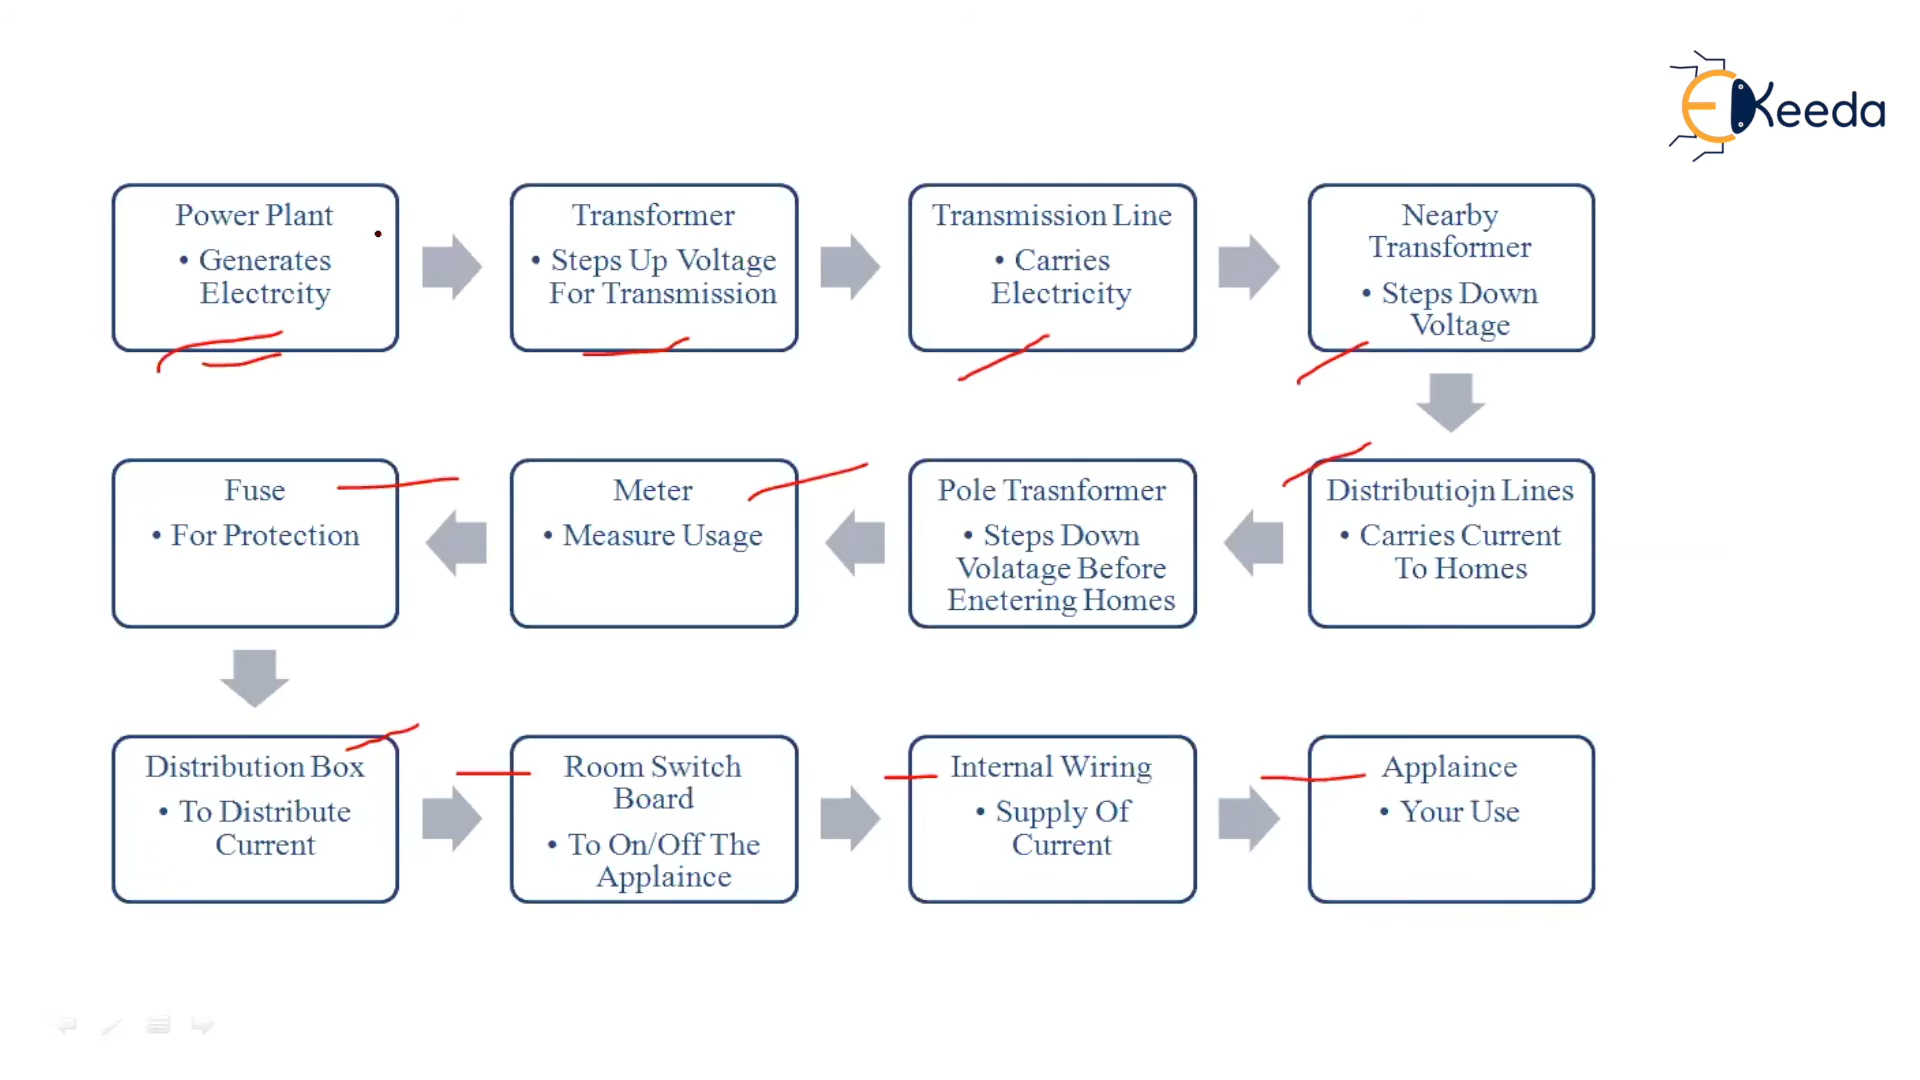 EKeeda
Power Plant
• Generates
Electrcity
Transformer
• Steps Up Voltage
For Transmission
Transmission Line
• Carries
Electricity
Nearby
Transformer
• Steps Down
Voltage
Distributiojn Lines
• Carries Current
To Homes
Pole Trasnformer
• Steps Down
Volatage Before
Enetering Homes
Meter
• Measure Usage
Fuse
• For Protection
Distribution Box
• To Distribute
Current
Room Switch
Board
• To On/Off The
Applaince
Internal Wiring
• Supply Of
Current
Applaince
• Your Use